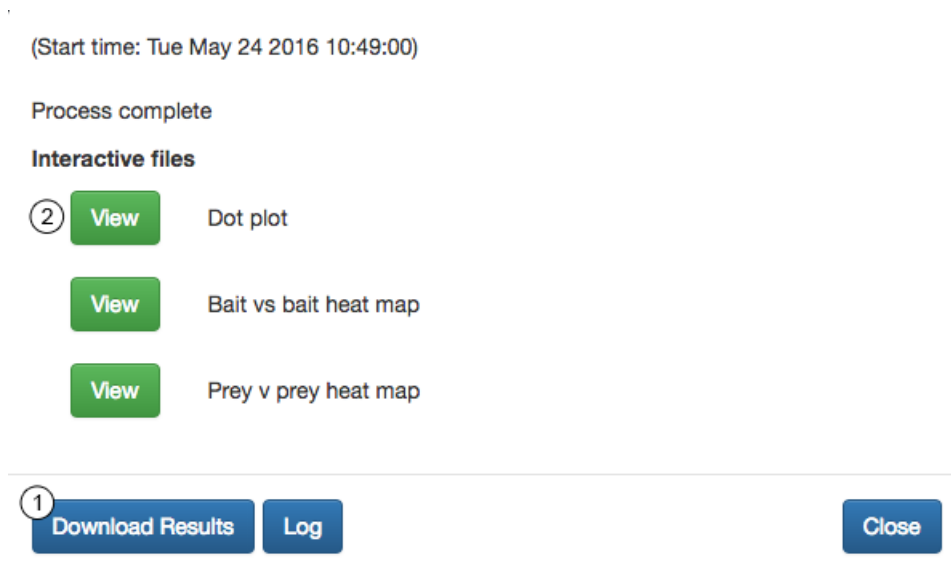 (Start time: Tue May 24 2016 10:49:00)
Process complete
Interactive files
2 View Dot plot
View Bait vs bait heat map
View Prey v prey heat map
1
Download Results Log Close